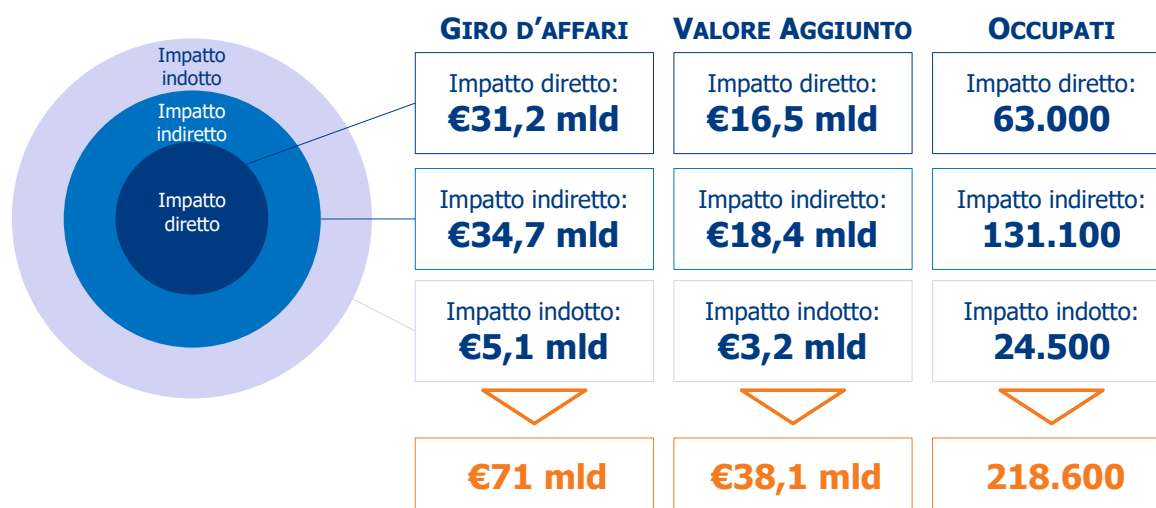 Impatto
indotto
Impatto
indiretto
Impatto
diretto
GIRO D'AFFARI
VALORE AGGIUNTO
OCCUPATI
Impatto diretto:
€31,2 mld
Impatto diretto:
€16,5 mld
Impatto diretto:
63.000
Impatto indiretto:
€34,7 mld
Impatto indiretto:
€18,4 mld
Impatto indiretto:
131.100
Impatto indotto:
€5,1 mld
Impatto indotto:
€3,2 mld
Impatto indotto:
24.500
€71 mld
€38,1 mld
218.600